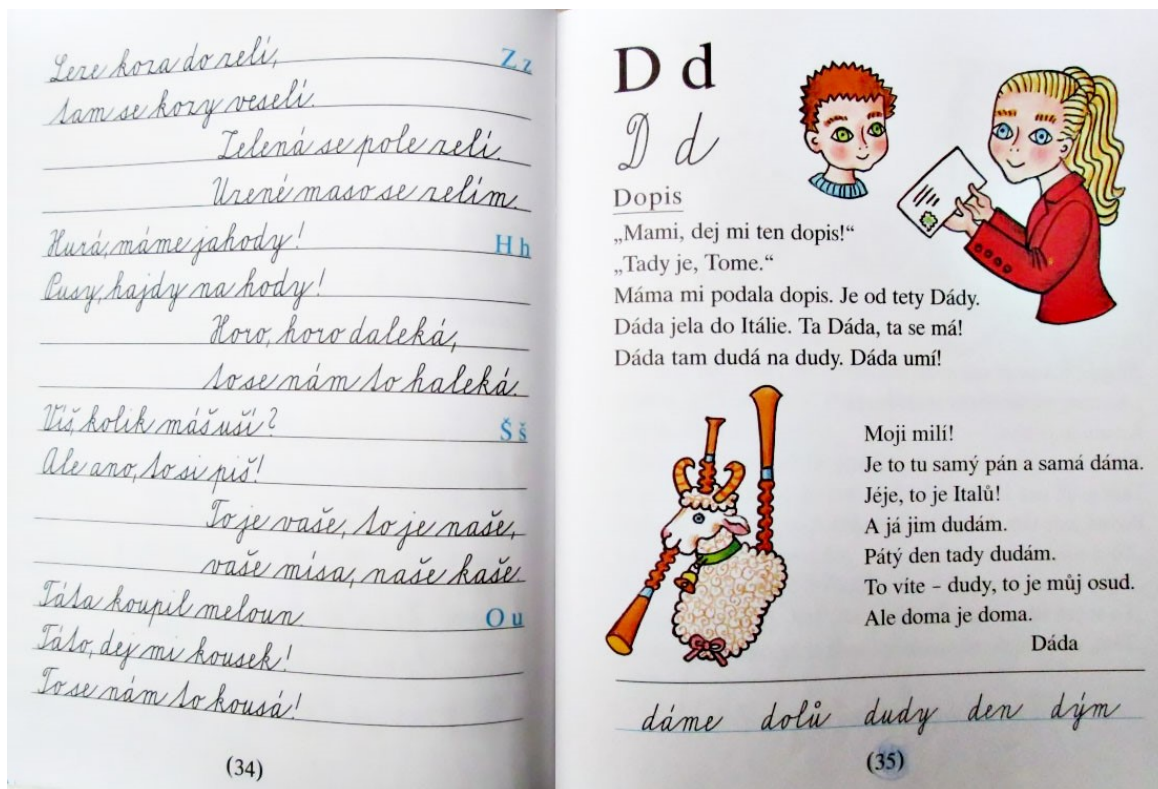 Leze koza do zelí,
Z z
tam se kozy veselí.
Zelená se pole zelí.
Uzené maso se zelím.
Hurá, máme jahody!
H h
Pusy, hajdy na hody!
Horo, horo daleká,
to se nám to haleká.
Víš, kolik máš uší?
Š š
Ale ano, to si piš!
To je vaše, to je naše,
vaše mísa, naše kaše.
Táta koupil meloun.
O u
Táto, dej mi kousek!
To se nám to kousá!
(34)
D d
D d
Dopis
„Mami, dej mi ten dopis!“
„Tady je, Tome.“
Máma mi podala dopis. Je od tety Dády.
Dáda jela do Itálie. Ta Dáda, ta se má!
Dáda tam dudá na dudy. Dáda umí!
Moji milí!
Je to tu samý pán a samá dáma.
Jéje, to je Italů!
A já jim dudám.
Pátý den tady dudám.
To víte – dudy, to je můj osud.
Ale doma je doma.
Dáda
dáme dolů dudy den dým
(35)